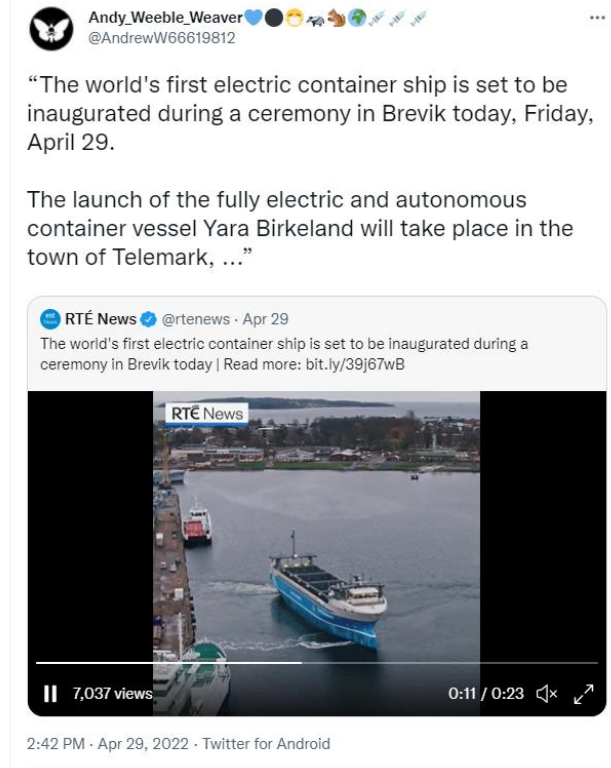 Andy_Weeble_Weaver💙⚫😷🦡🐿️🌍💉💉💉
@AndrewW66619812
“The world's first electric container ship is set to be
inaugurated during a ceremony in Brevik today, Friday,
April 29.
The launch of the fully electric and autonomous
container vessel Yara Birkeland will take place in the
town of Telemark, …”
RTÉ News @rtenews · Apr 29
The world's first electric container ship is set to be inaugurated during a
ceremony in Brevik today | Read more: bit.ly/39j67wB
RTÉ News
7,037 views
0:11 / 0:23
2:42 PM · Apr 29, 2022 · Twitter for Android